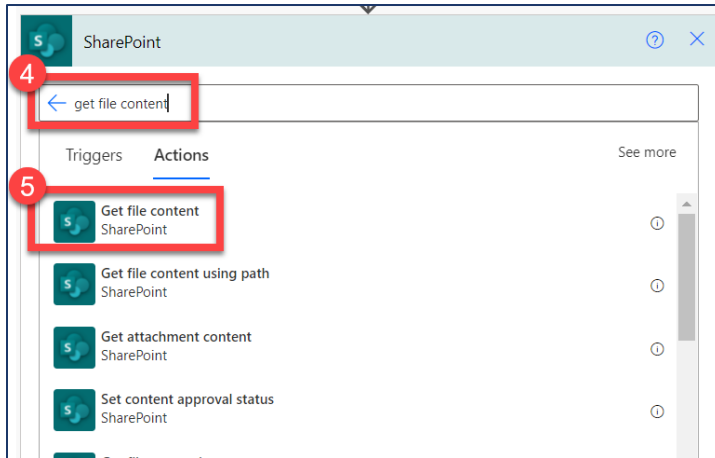 SharePoint
4
get file content
Triggers Actions See more
5
Get file content
SharePoint
Get file content using path
SharePoint
Get attachment content
SharePoint
Set content approval status
SharePoint